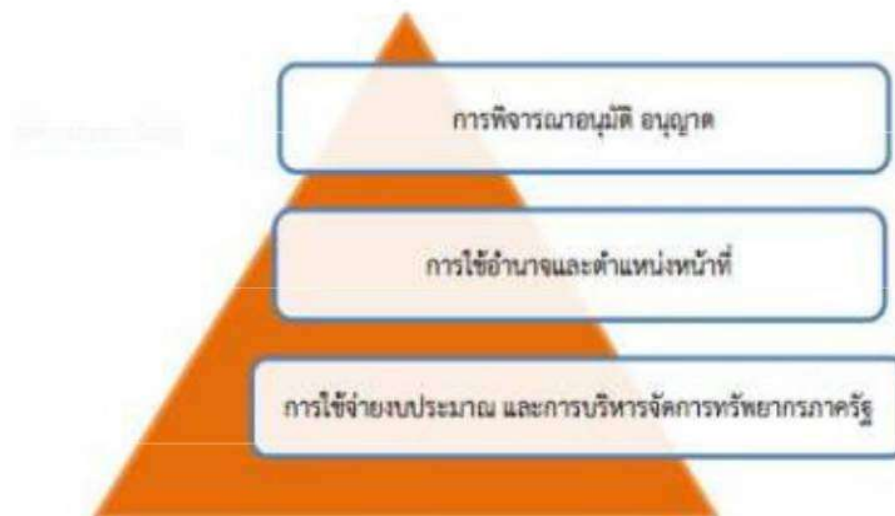 การพิจารณาอนุมัติ อนุญาต
การใช้อำนาจและตำแหน่งหน้าที่
การใช้จ่ายงบประมาณ และการบริหารจัดการทรัพยากรภาครัฐ